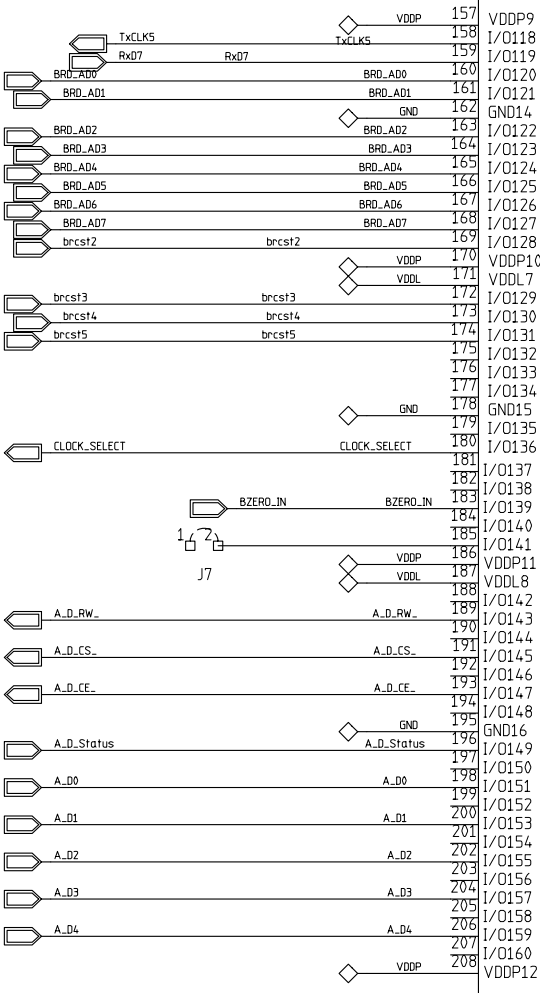 VDDP 157 VDDP9
TxCLK5 TxCLK5 158 I/O118
RxD7 RxD7 159 I/O119
BRD_AD0 BRD_AD0 160 I/O120
BRD_AD1 BRD_AD1 161 I/O121
GND 162 GND14
BRD_AD2 BRD_AD2 163 I/O122
BRD_AD3 BRD_AD3 164 I/O123
BRD_AD4 BRD_AD4 165 I/O124
BRD_AD5 BRD_AD5 166 I/O125
BRD_AD6 BRD_AD6 167 I/O126
BRD_AD7 BRD_AD7 168 I/O127
brcst2 brcst2 169 I/O128
VDDP 170 VDDP10
VDDL 171 VDDL7
brcst3 brcst3 172 I/O129
brcst4 brcst4 173 I/O130
brcst5 brcst5 174 I/O131
175 I/O132
176 I/O133
177 I/O134
GND 178 GND15
179 I/O135
CLOCK_SELECT CLOCK_SELECT 180 I/O136
181 I/O137
182 I/O138
BZERO_IN BZERO_IN 183 I/O139
184 I/O140
1 2 185 I/O141
J7
VDDP 186 VDDP11
VDDL 187 VDDL8
188 I/O142
A_D_RW_ A_D_RW_ 189 I/O143
190 I/O144
A_D_CS_ A_D_CS_ 191 I/O145
192 I/O146
A_D_CE_ A_D_CE_ 193 I/O147
194 I/O148
GND 195 GND16
A_D_Status A_D_Status 196 I/O149
197 I/O150
A_D0 A_D0 198 I/O151
199 I/O152
A_D1 A_D1 200 I/O153
201 I/O154
A_D2 A_D2 202 I/O155
203 I/O156
A_D3 A_D3 204 I/O157
205 I/O158
A_D4 A_D4 206 I/O159
207 I/O160
VDDP 208 VDDP12